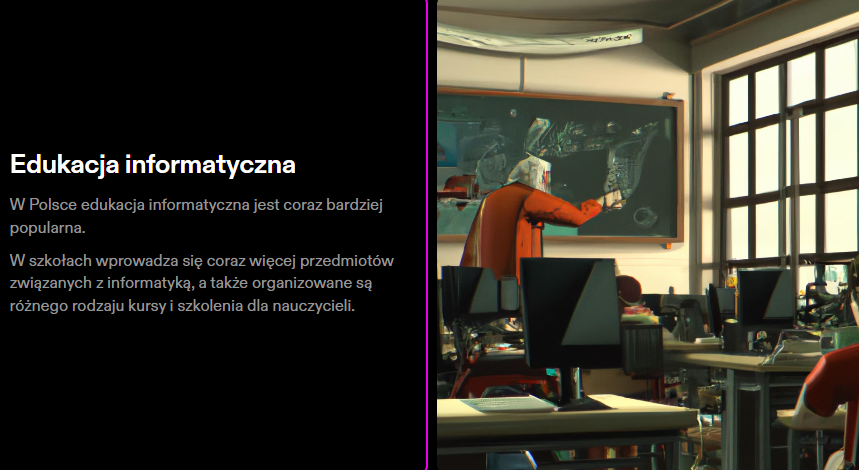 Edukacja informatyczna
W Polsce edukacja informatyczna jest coraz bardziej
popularna.
W szkołach wprowadza się coraz więcej przedmiotów
związanych z informatyką, a także organizowane są
różnego rodzaju kursy i szkolenia dla nauczycieli.